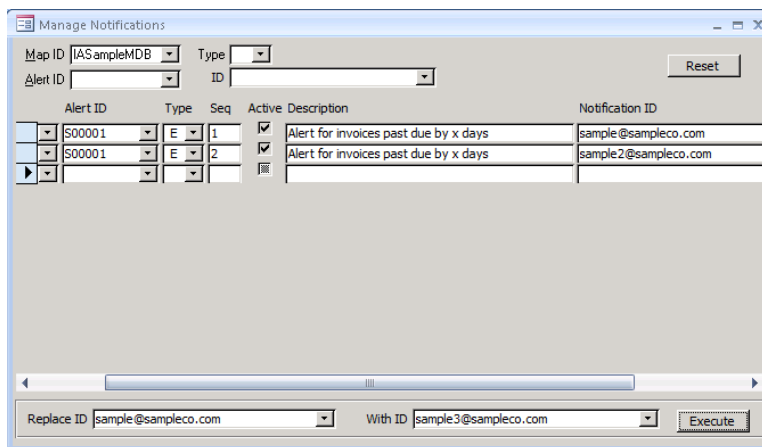 Manage Notifications
Map ID IASampleMDB Type
Alert ID ID
Reset
Alert ID Type Seq Active Description Notification ID
S00001 E 1 Alert for invoices past due by x days sample@sampleco.com
S00001 E 2 Alert for invoices past due by x days sample2@sampleco.com
Replace ID sample@sampleco.com With ID sample3@sampleco.com Execute